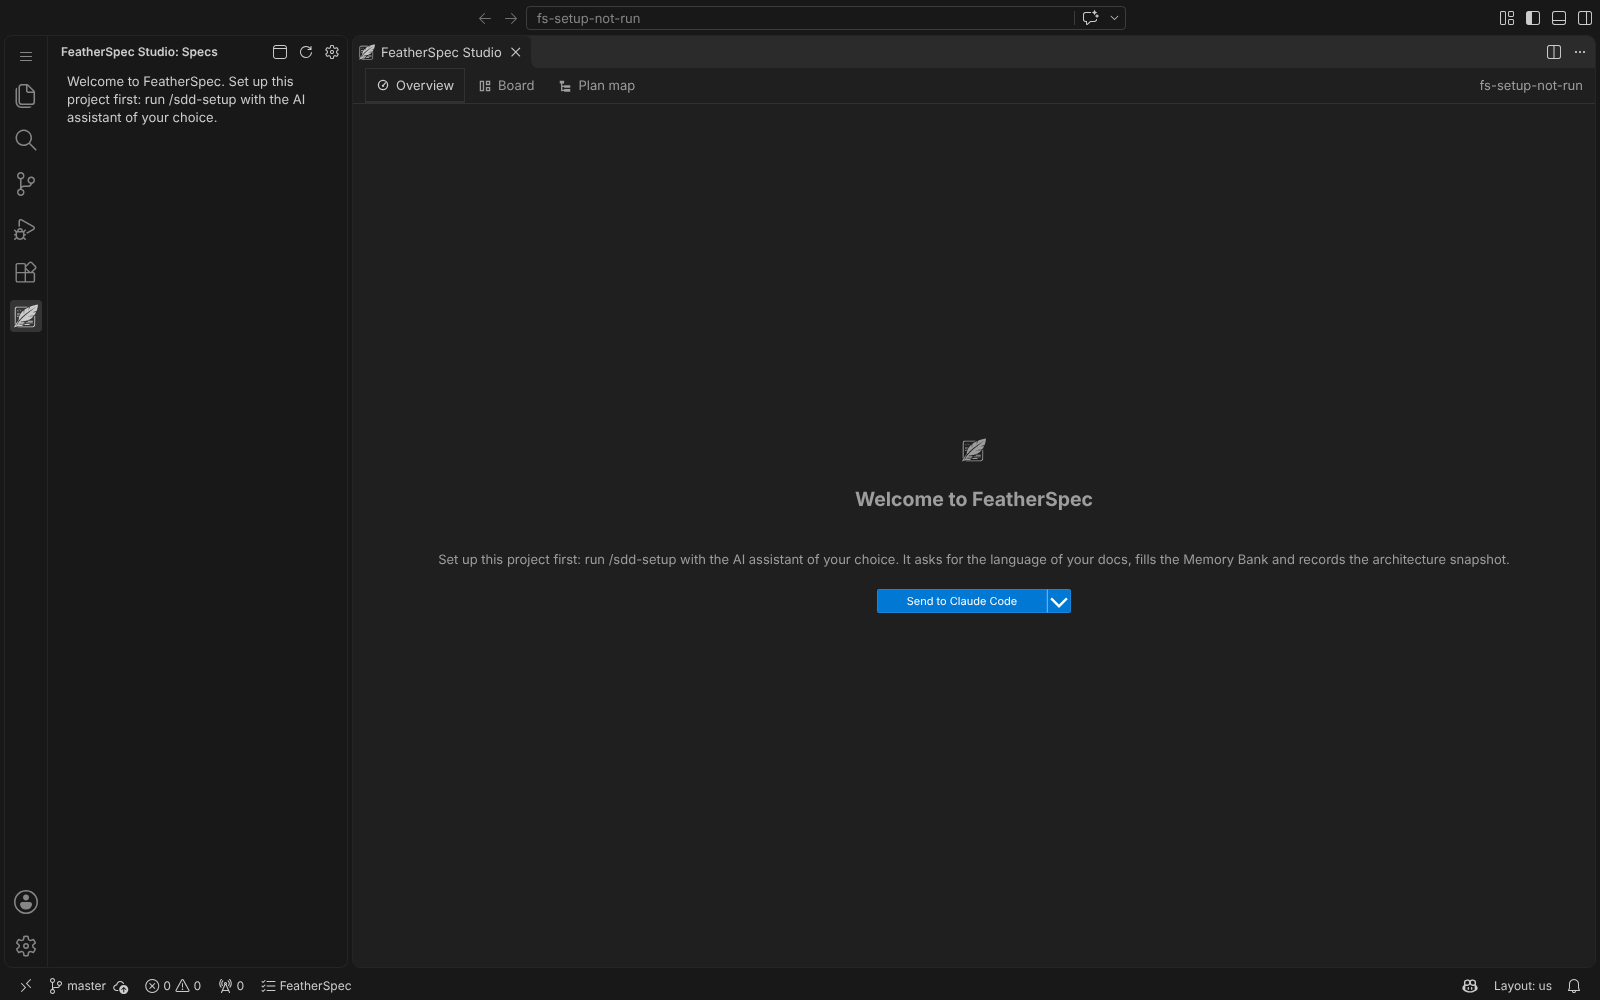 fs-setup-not-run
FeatherSpec Studio: Specs
Welcome to FeatherSpec. Set up this
project first: run /sdd-setup with the AI
assistant of your choice.
FeatherSpec Studio
Overview
Board
Plan map
fs-setup-not-run
Welcome to FeatherSpec
Set up this project first: run /sdd-setup with the AI assistant of your choice. It asks for the language of your docs, fills the Memory Bank and records the architecture snapshot.
Send to Claude Code
master
0
0
0
FeatherSpec
Layout: us